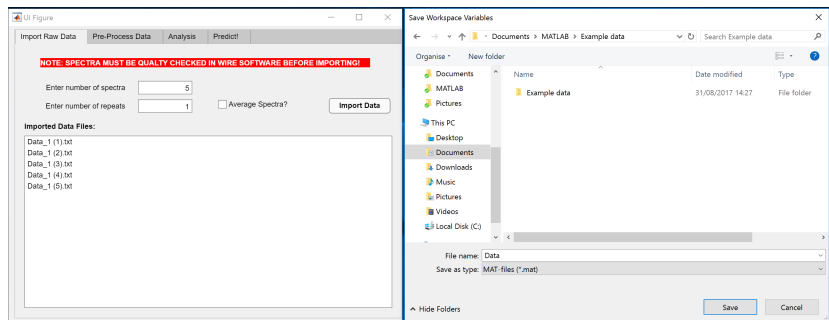 UI Figure
Import Raw Data Pre-Process Data Analysis Predict!
NOTE: SPECTRA MUST BE QUALTY CHECKED IN WIRE SOFTWARE BEFORE IMPORTING!
Enter number of spectra 5
Enter number of repeats 1 Average Spectra? Import Data
Imported Data Files:
Data_1 (1).txt
Data_1 (2).txt
Data_1 (3).txt
Data_1 (4).txt
Data_1 (5).txt
Save Workspace Variables
Documents > MATLAB > Example data Search Example data
Organise New folder
Documents
MATLAB
Pictures
This PC
Desktop
Documents
Downloads
Music
Pictures
Videos
Local Disk (C:)
Name Date modified Type
Example data 31/08/2017 14:27 File folder
File name: Data
Save as type: MAT-files (*.mat)
Hide Folders Save Cancel